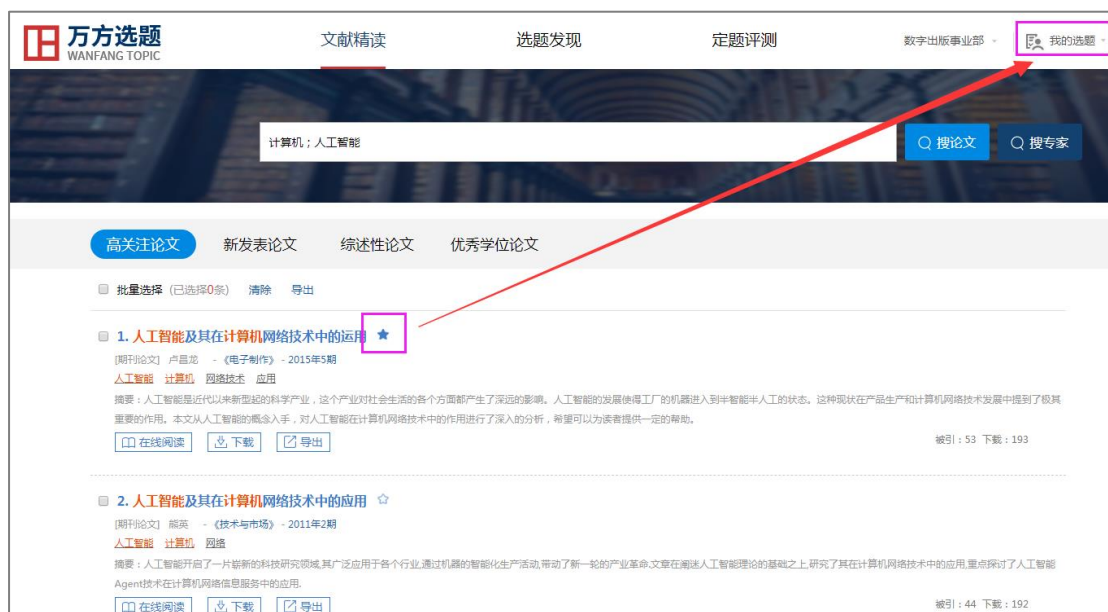 万方选题
WANFANG TOPIC
文献精读 选题发现 定题评测 数字出版事业部 我的选题
计算机；人工智能 搜论文 搜专家
高关注论文 新发表论文 综述性论文 优秀学位论文
批量选择 (已选择0条) 清除 导出
1. 人工智能及其在计算机网络技术中的运用
[期刊论文] 卢昌龙 - 《电子制作》 - 2015年5期
人工智能 计算机 网络技术 应用
摘要：人工智能是近代以来新型起的科学产业，这个产业对社会生活的各个方面都产生了深远的影响。人工智能的发展使得工厂的机器进入到半智能半人工的状态。这种现状在产品生产和计算机网络技术发展中提到了极其
重要的作用。本文从人工智能的概念入手，对人工智能在计算机网络技术中的作用进行了深入的分析，希望可以为读者提供一定的帮助。
在线阅读 下载 导出 被引：53 下载：193
2. 人工智能及其在计算机网络技术中的应用
[期刊论文] 熊英 - 《技术与市场》 - 2011年2期
人工智能 计算机 网络
摘要：人工智能开启了一片崭新的科技研究领域,其广泛应用于各个行业,通过机器的智能化生产活动,带动了新一轮的产业革命.文章在阐述人工智能理论的基础之上,研究了其在计算机网络技术中的应用,重点探讨了人工智能
Agent技术在计算机网络信息服务中的应用.
在线阅读 下载 导出 被引：44 下载：192